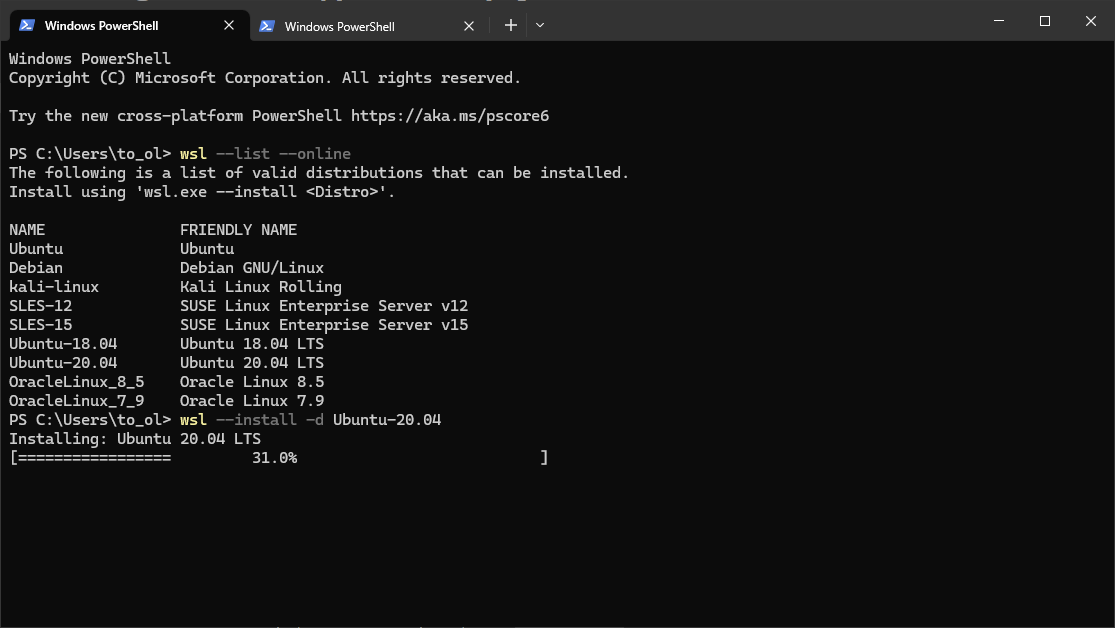 Windows PowerShell
Windows PowerShell
Windows PowerShell
Copyright (C) Microsoft Corporation. All rights reserved.
Try the new cross-platform PowerShell https://aka.ms/pscore6
PS C:\Users\to_ol> wsl --list --online
The following is a list of valid distributions that can be installed.
Install using 'wsl.exe --install <Distro>'.
NAME FRIENDLY NAME
Ubuntu Ubuntu
Debian Debian GNU/Linux
kali-linux Kali Linux Rolling
SLES-12 SUSE Linux Enterprise Server v12
SLES-15 SUSE Linux Enterprise Server v15
Ubuntu-18.04 Ubuntu 18.04 LTS
Ubuntu-20.04 Ubuntu 20.04 LTS
OracleLinux_8_5 Oracle Linux 8.5
OracleLinux_7_9 Oracle Linux 7.9
PS C:\Users\to_ol> wsl --install -d Ubuntu-20.04
Installing: Ubuntu 20.04 LTS
[================= 31.0% ]